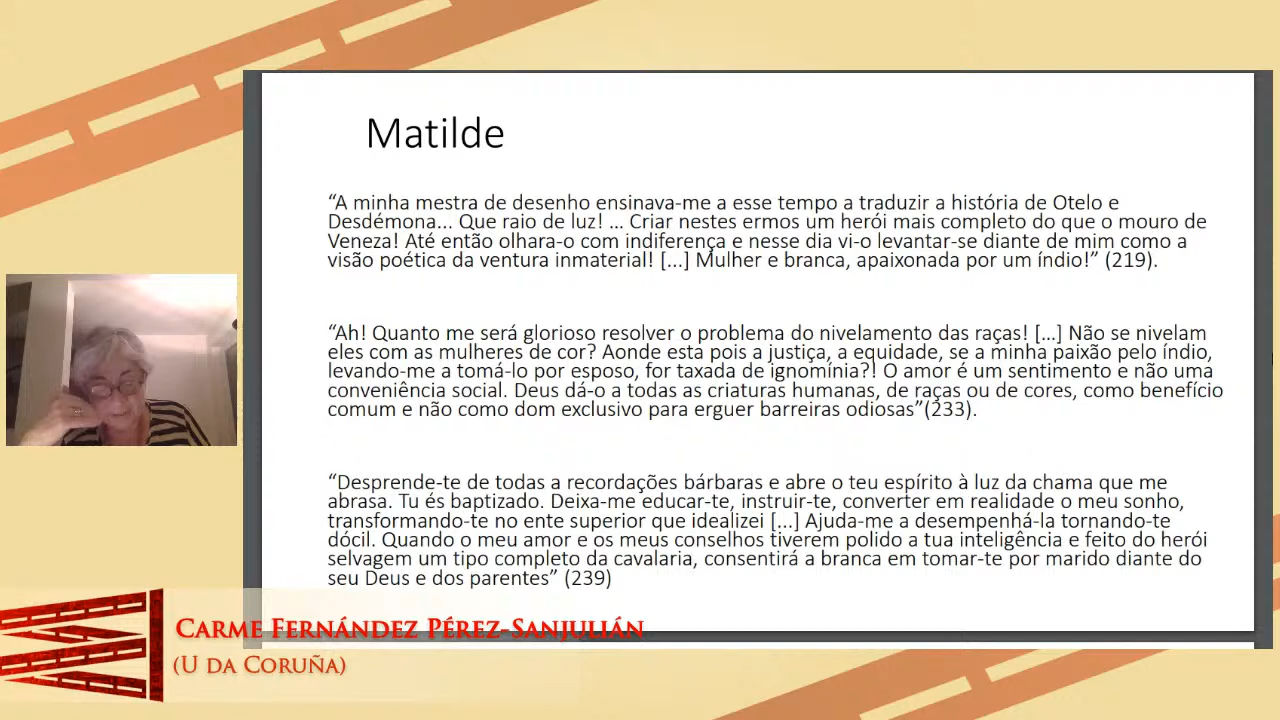 Matilde
“A minha mestra de desenho ensinava-me a esse tempo a traduzir a história de Otelo e
Desdémona... Que raio de luz! ... Criar nestes ermos um herói mais completo do que o mouro de
Veneza! Até então olhara-o com indiferença e nesse dia vi-o levantar-se diante de mim como a
visão poética da ventura inmaterial! [...] Mulher e branca, apaixonada por um índio!” (219).
“Ah! Quanto me será glorioso resolver o problema do nivelamento das raças! [...] Não se nivelam
eles com as mulheres de cor? Aonde esta pois a justiça, a equidade, se a minha paixão pelo índio,
levando-me a tomá-lo por esposo, for taxada de ignomínia?! O amor é um sentimento e não uma
conveniência social. Deus dá-o a todas as criaturas humanas, de raças ou de cores, como benefício
comum e não como dom exclusivo para erguer barreiras odiosas”(233).
“Desprende-te de todas a recordações bárbaras e abre o teu espírito à luz da chama que me
abrasa. Tu és baptizado. Deixa-me educar-te, instruir-te, converter em realidade o meu sonho,
transformando-te no ente superior que idealizei [...] Ajuda-me a desempenhá-la tornando-te
dócil. Quando o meu amor e os meus conselhos tiverem polido a tua inteligência e feito do herói
selvagem um tipo completo da cavalaria, consentirá a branca em tomar-te por marido diante do
seu Deus e dos parentes” (239)
Carme Fernández Pérez-Sanjulián
(U da Coruña)